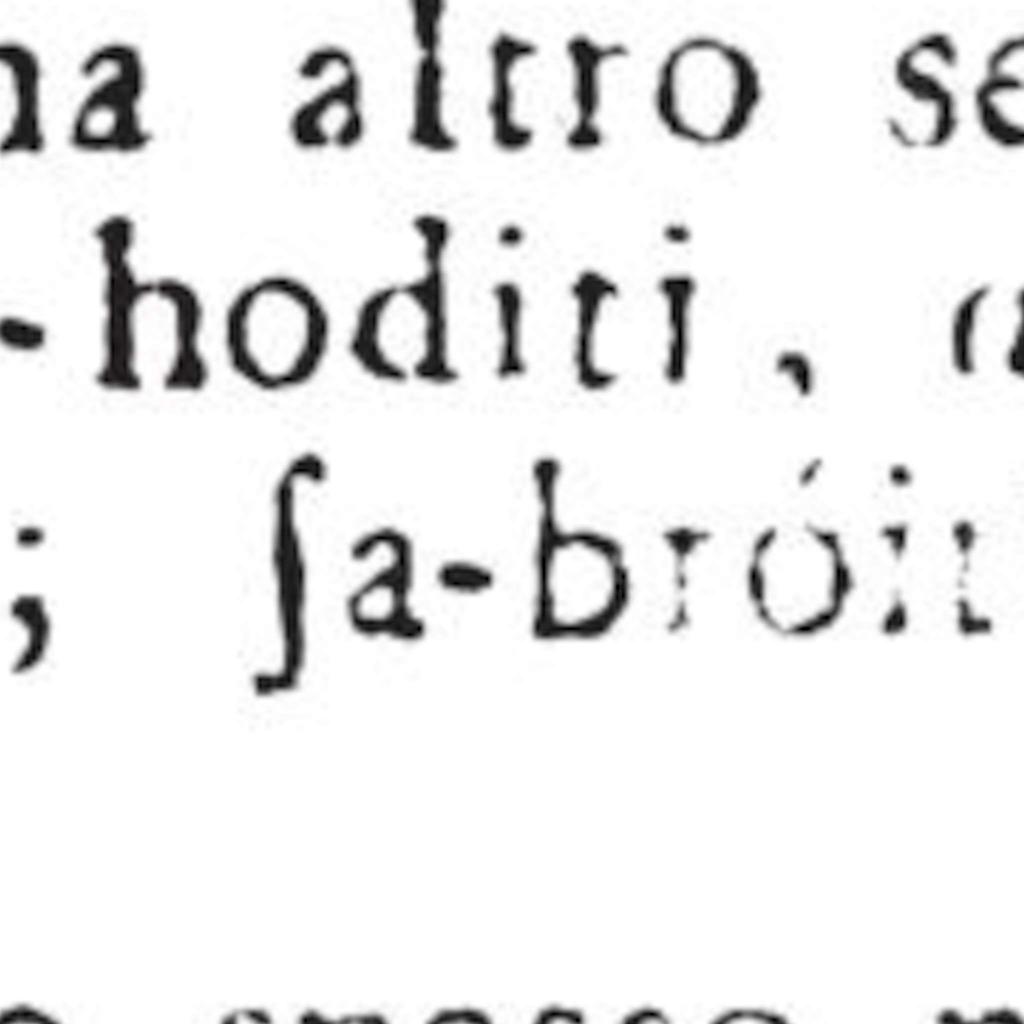 na altro se
-hoditi,
; ſa-bróit